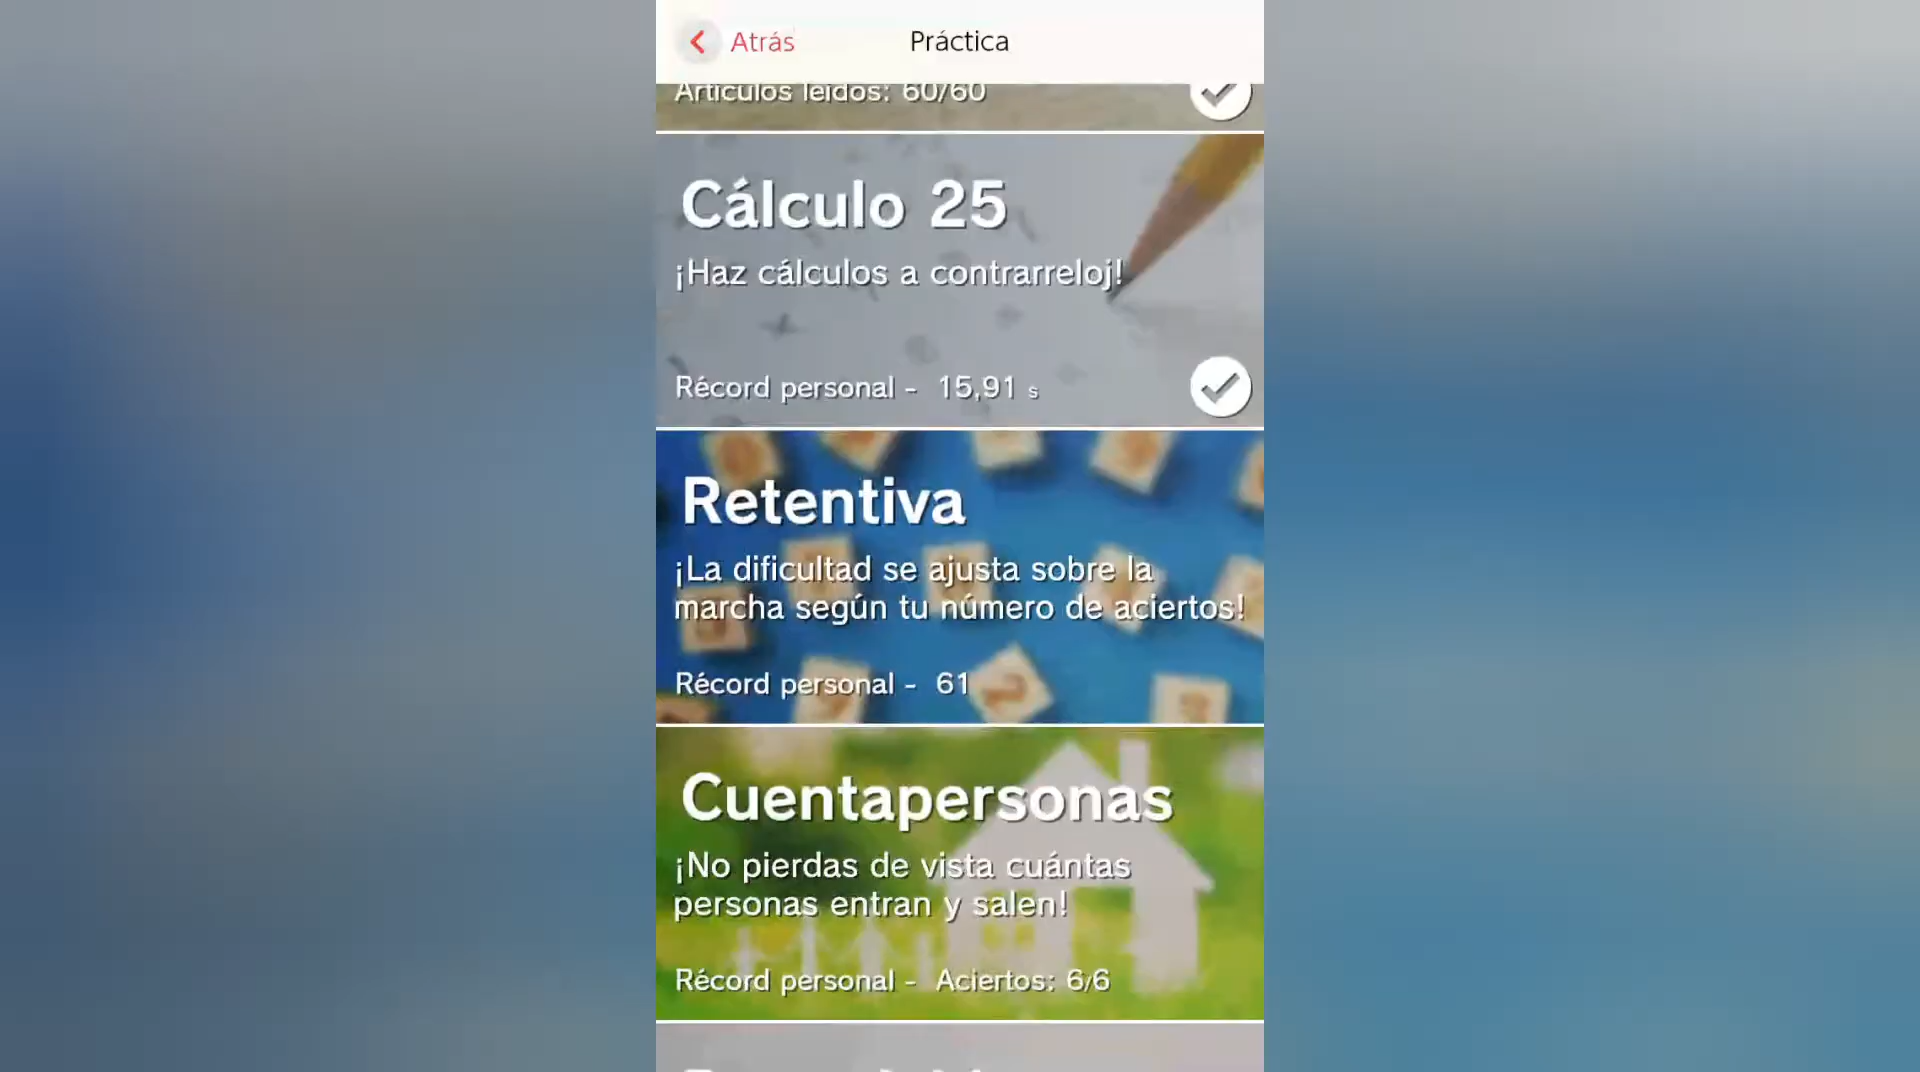 Atrás
Práctica
Artículos leídos: 60/60
Cálculo 25
¡Haz cálculos a contrarreloj!
Récord personal - 15,91 s
Retentiva
¡La dificultad se ajusta sobre la
marcha según tu número de aciertos!
Récord personal - 61
Cuentapersonas
¡No pierdas de vista cuántas
personas entran y salen!
Récord personal - Aciertos: 6/6